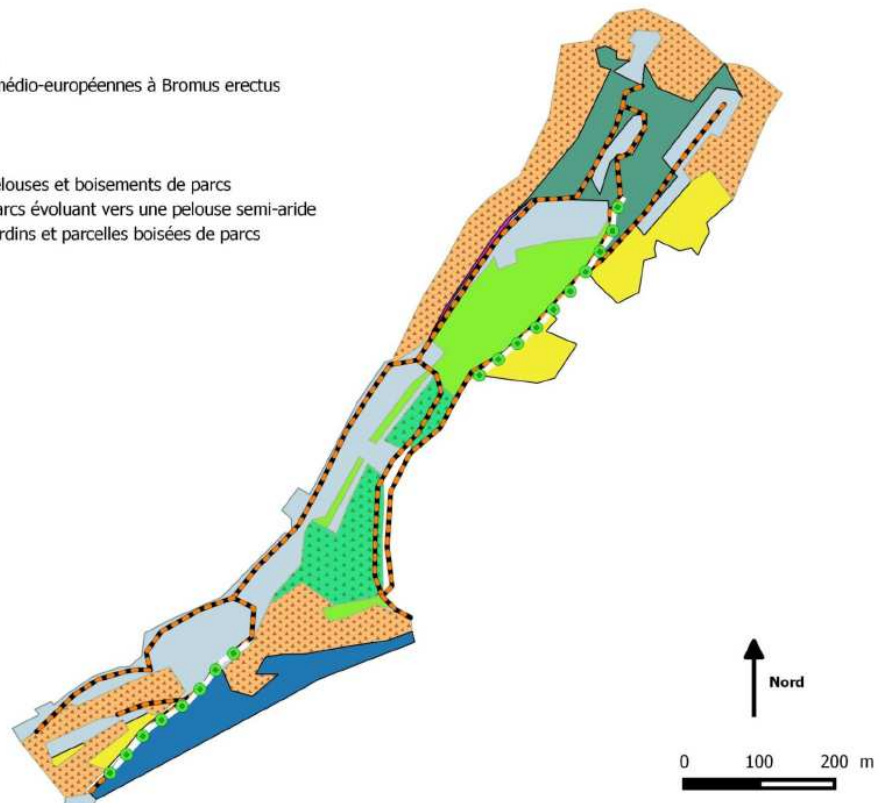 médio-européennes à Bromus erectus
elouses et boisements de parcs
arcs évoluant vers une pelouse semi-aride
rdins et parcelles boisées de parcs
Nord
0 100 200 m